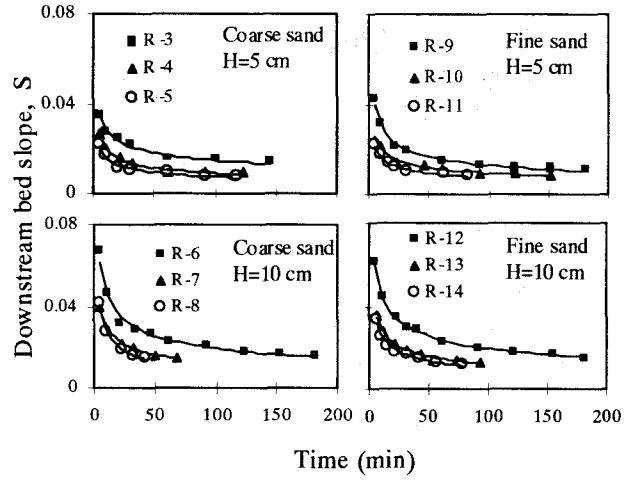 Downstream bed slope, S
0.08
0.04
0
R-3
R-4
R-5
Coarse sand
H=5 cm
R-9
R-10
R-11
Fine sand
H=5 cm
0.08
0.04
0
R-6
R-7
R-8
Coarse sand
H=10 cm
R-12
R-13
R-14
Fine sand
H=10 cm
0 50 100 150 200
0 50 100 150 200
Time (min)